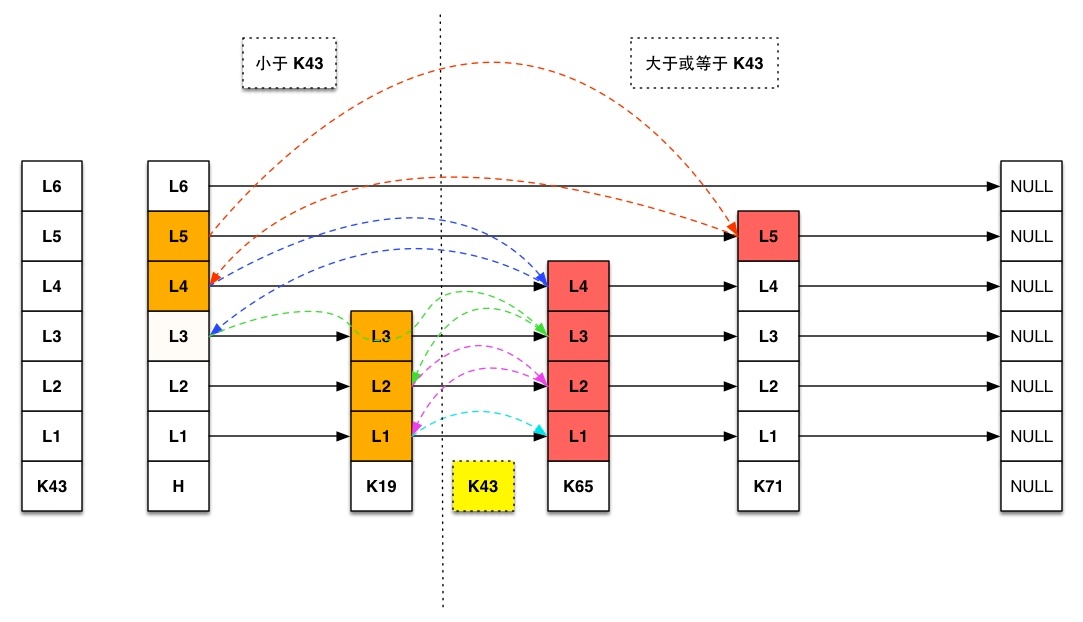 小于 K43
大于或等于 K43
L6
L6
NULL
L5
L5
L5
NULL
L4
L4
L4
L4
NULL
L3
L3
L3
L3
L3
NULL
L2
L2
L2
L2
L2
NULL
L1
L1
L1
L1
L1
NULL
K43
H
K19
K43
K65
K71
NULL